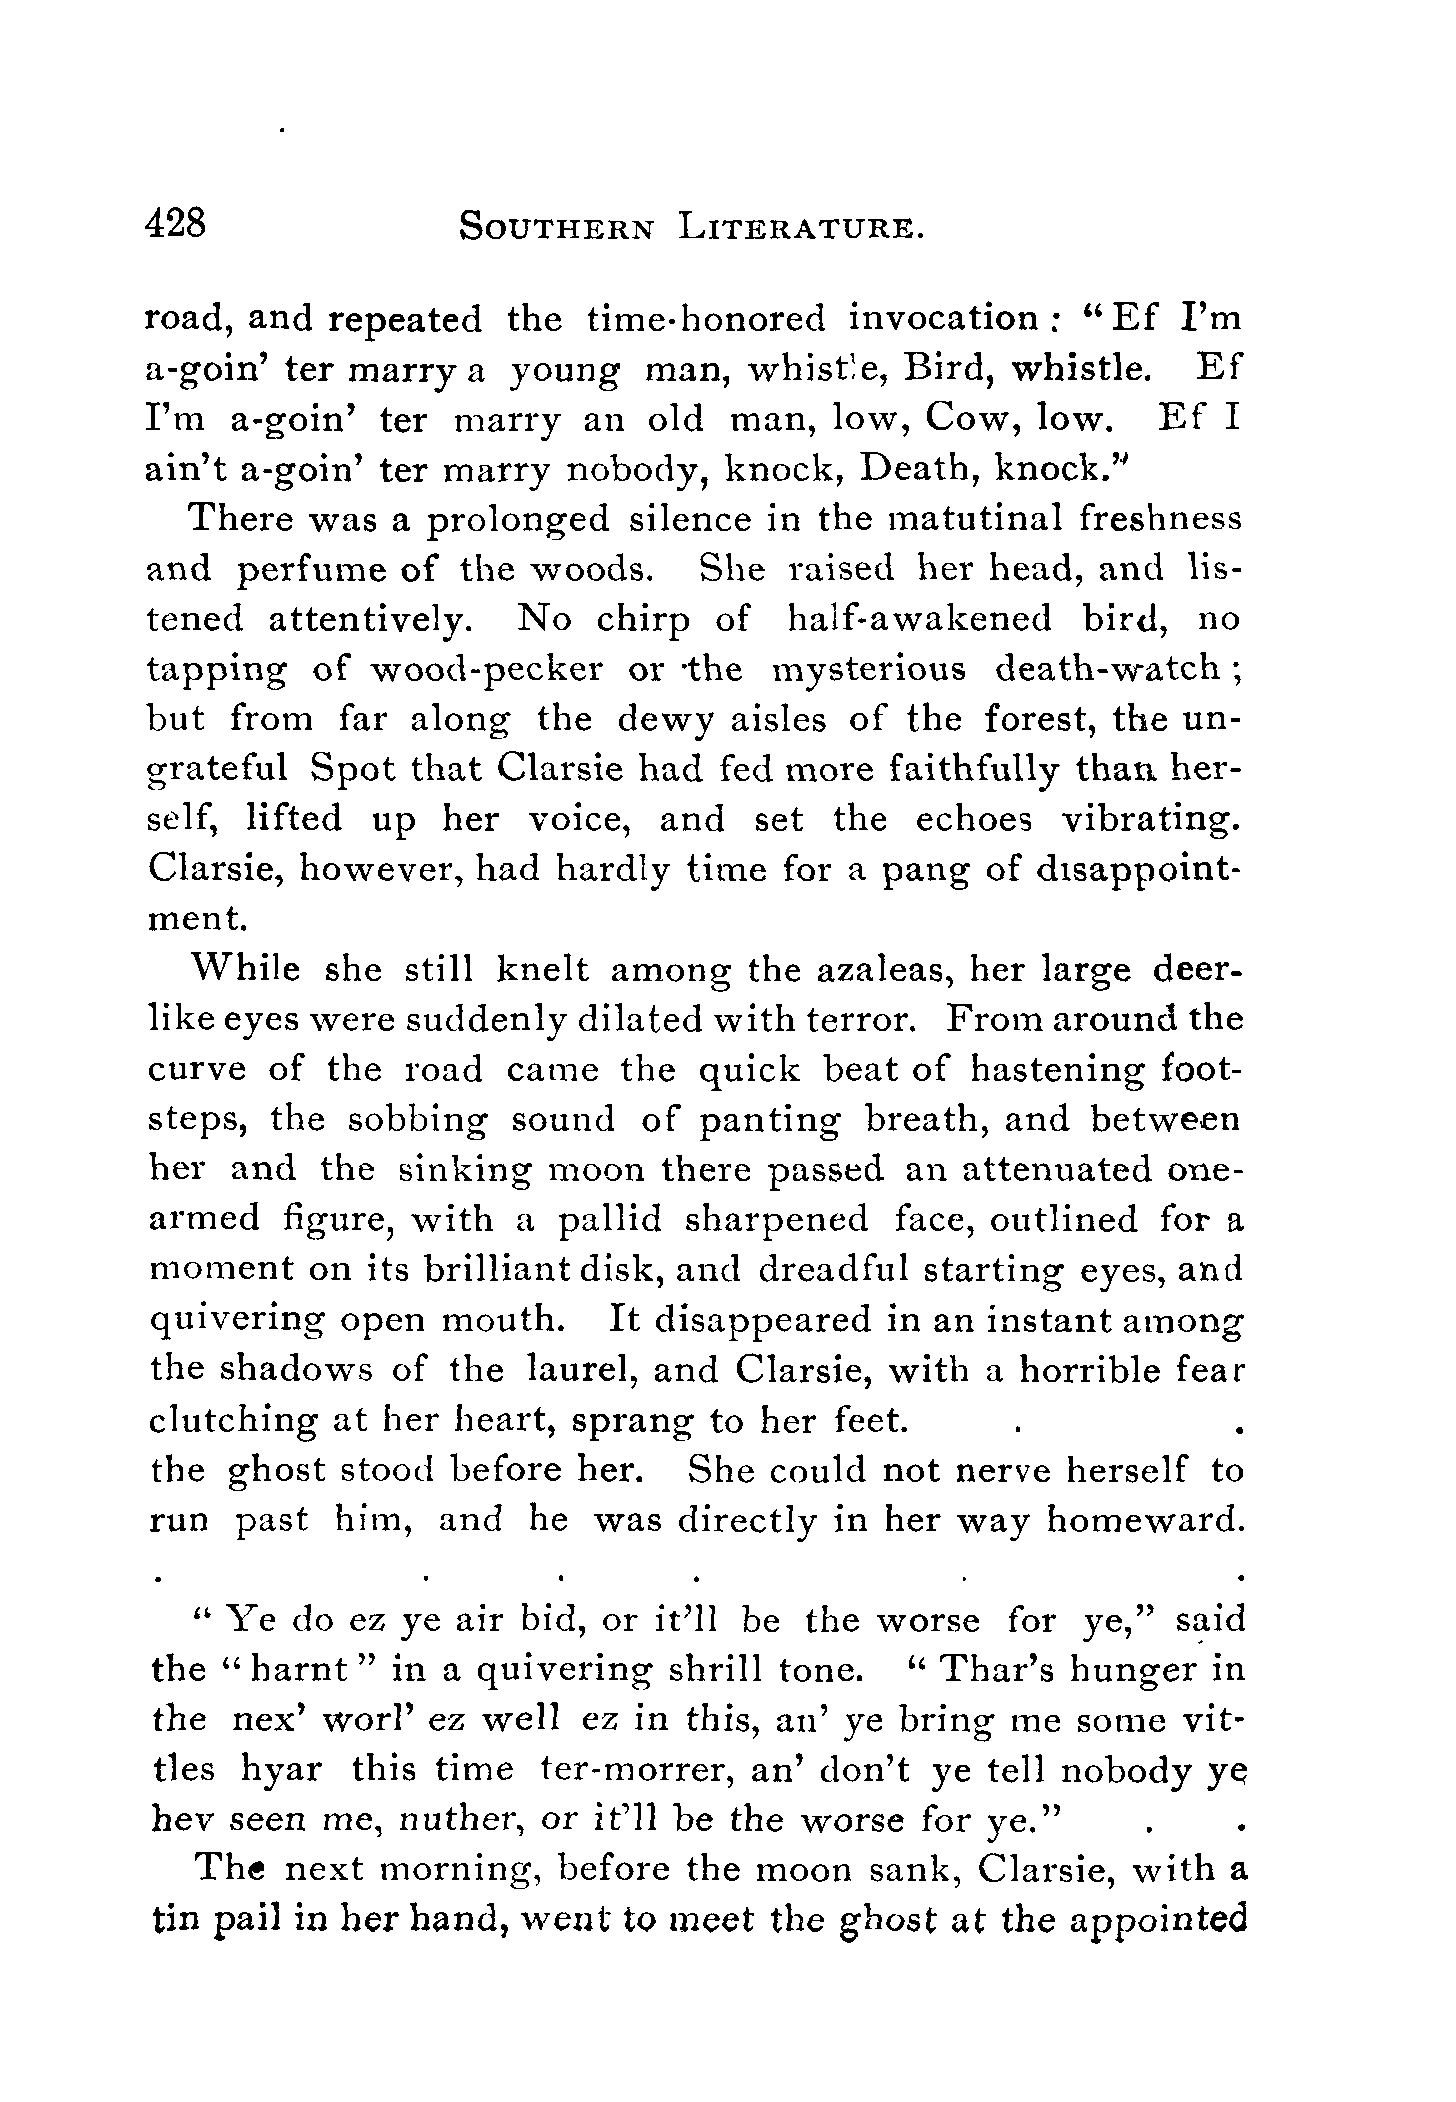 428 SOUTHERN LITERATURE.
road, and repeated the time-honored invocation : “ Ef I’m
a-goin’ ter marry a young man, whistle, Bird, whistle. Ef
I’m a-goin’ ter marry an old man, low, Cow, low. Ef I
ain’t a-goin’ ter marry nobody, knock, Death, knock.”
There was a prolonged silence in the matutinal freshness
and perfume of the woods. She raised her head, and lis-
tened attentively. No chirp of half-awakened bird, no
tapping of wood-pecker or the mysterious death-watch ;
but from far along the dewy aisles of the forest, the un-
grateful Spot that Clarsie had fed more faithfully than her-
self, lifted up her voice, and set the echoes vibrating.
Clarsie, however, had hardly time for a pang of disappoint-
ment.
While she still knelt among the azaleas, her large deer-
like eyes were suddenly dilated with terror. From around the
curve of the road came the quick beat of hastening foot-
steps, the sobbing sound of panting breath, and between
her and the sinking moon there passed an attenuated one-
armed figure, with a pallid sharpened face, outlined for a
moment on its brilliant disk, and dreadful starting eyes, and
quivering open mouth. It disappeared in an instant among
the shadows of the laurel, and Clarsie, with a horrible fear
clutching at her heart, sprang to her feet. . .
the ghost stood before her. She could not nerve herself to
run past him, and he was directly in her way homeward.
. . . . . .
“ Ye do ez ye air bid, or it’ll be the worse for ye,” said
the “ harnt ” in a quivering shrill tone. “ Thar’s hunger in
the nex’ worl’ ez well ez in this, an’ ye bring me some vit-
tles hyar this time ter-morrer, an’ don’t ye tell nobody ye
hev seen me, nuther, or it’ll be the worse for ye.” . .
The next morning, before the moon sank, Clarsie, with a
tin pail in her hand, went to meet the ghost at the appointed